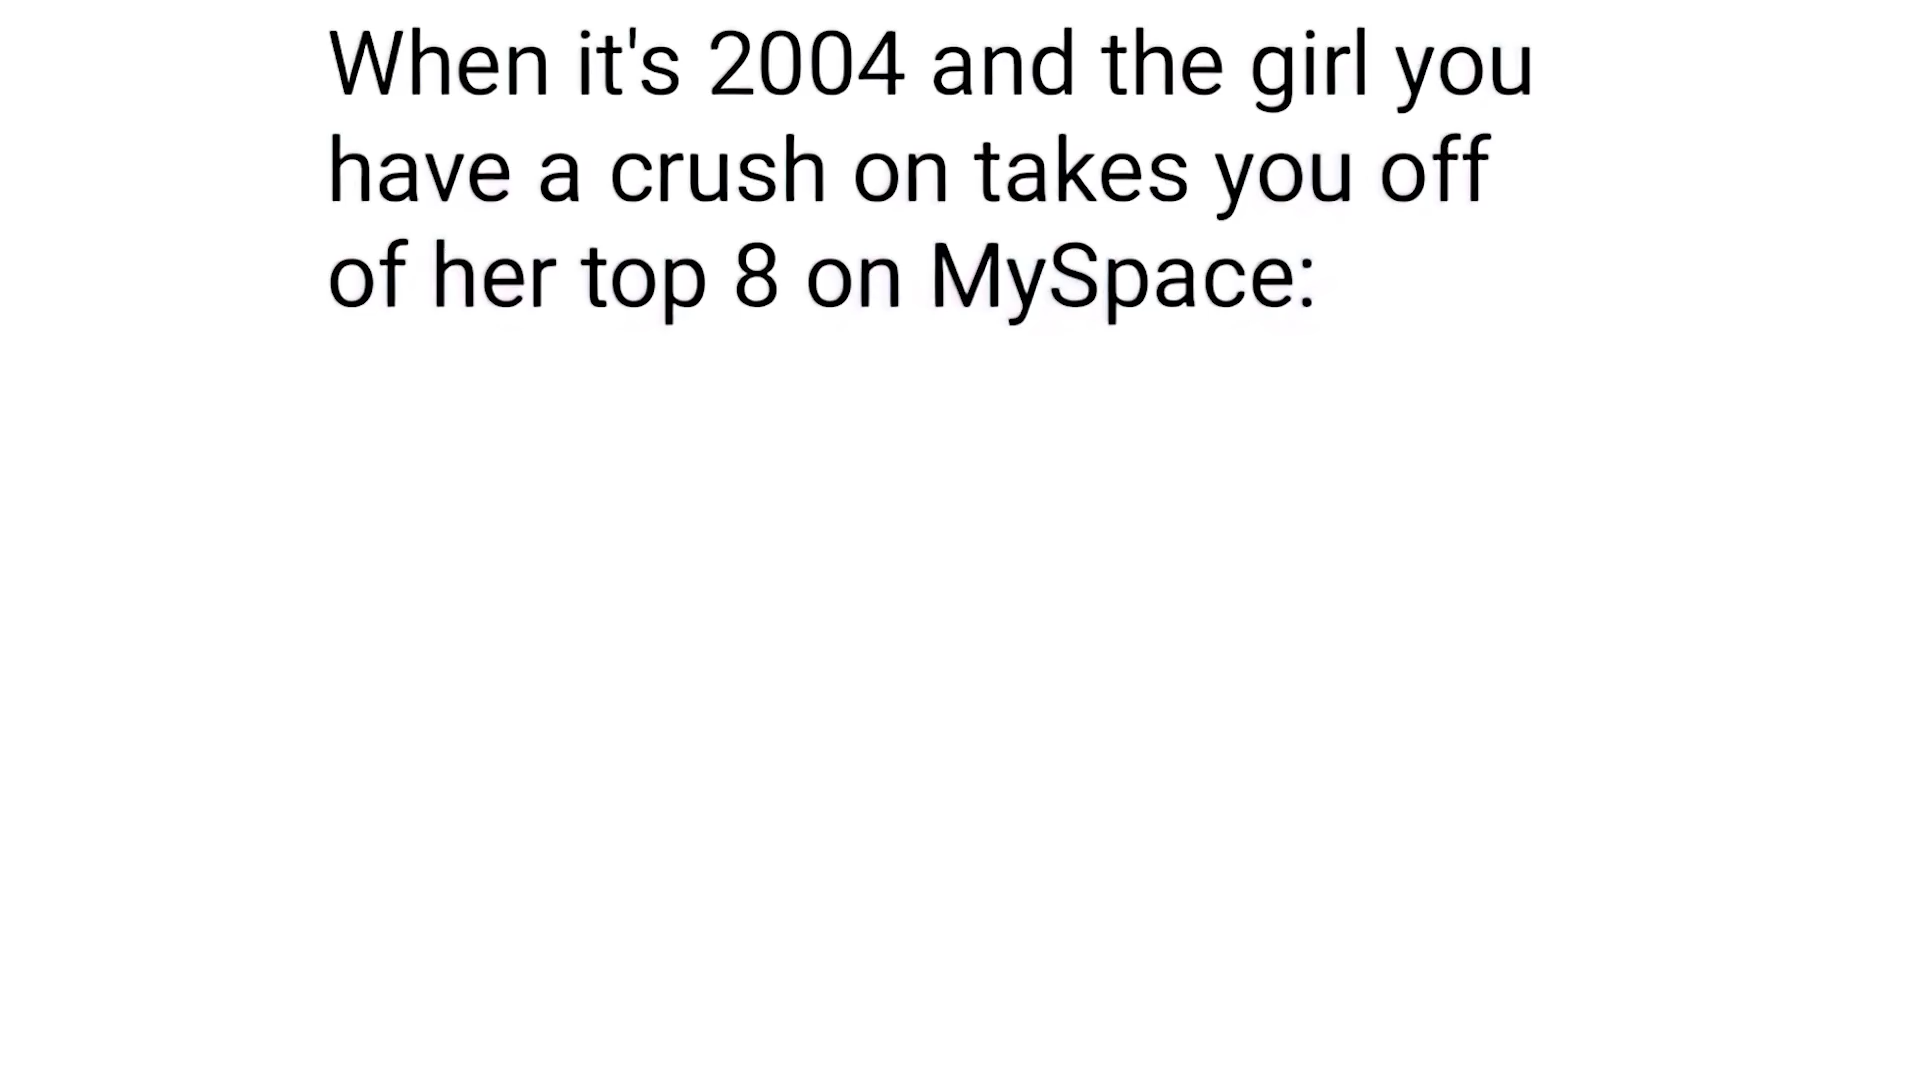 When it's 2004 and the girl you
have a crush on takes you off
of her top 8 on MySpace: